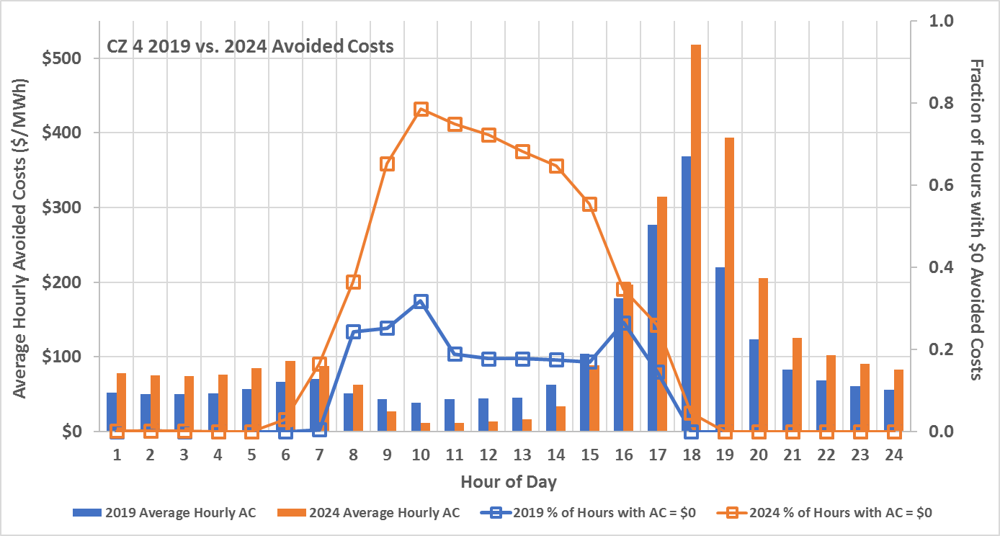 CZ 4 2019 vs. 2024 Avoided Costs
Average Hourly Avoided Costs ($/MWh)
$500
$400
$300
$200
$100
$0
1.0
0.8
0.6
0.4
0.2
0.0
Fraction of Hours with $0 Avoided Costs
1 2 3 4 5 6 7 8 9 10 11 12 13 14 15 16 17 18 19 20 21 22 23 24
Hour of Day
2019 Average Hourly AC 2024 Average Hourly AC 2019 % of Hours with AC = $0 2024 % of Hours with AC = $0